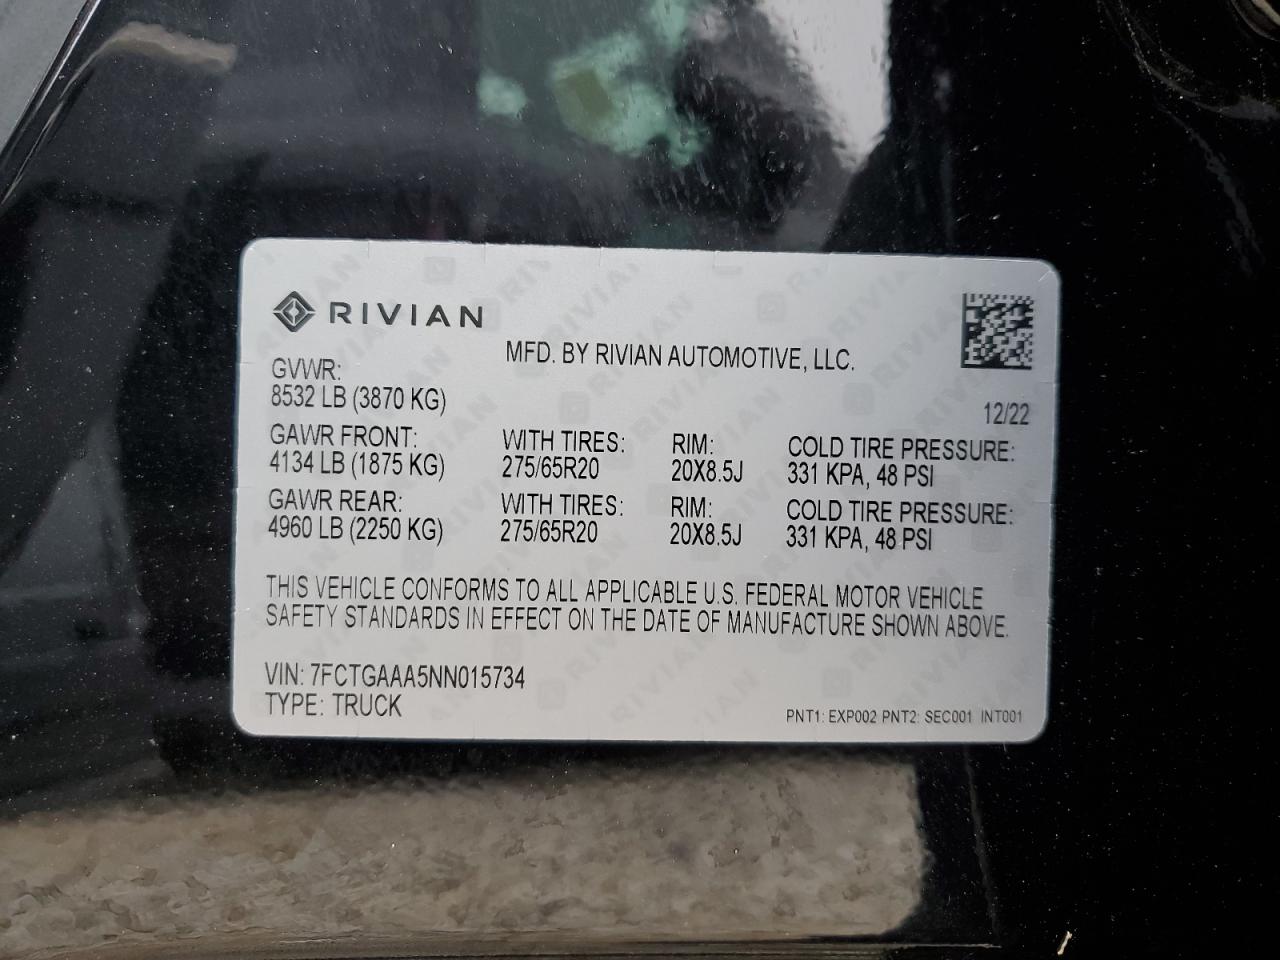 RIVIAN
MFD. BY RIVIAN AUTOMOTIVE, LLC.
GVWR:
8532 LB (3870 KG)
12/22
GAWR FRONT: WITH TIRES: RIM: COLD TIRE PRESSURE:
4134 LB (1875 KG) 275/65R20 20X8.5J 331 KPA, 48 PSI
GAWR REAR: WITH TIRES: RIM: COLD TIRE PRESSURE:
4960 LB (2250 KG) 275/65R20 20X8.5J 331 KPA, 48 PSI
THIS VEHICLE CONFORMS TO ALL APPLICABLE U.S. FEDERAL MOTOR VEHICLE
SAFETY STANDARDS IN EFFECT ON THE DATE OF MANUFACTURE SHOWN ABOVE.
VIN: 7FCTGAAA5NN015734
TYPE: TRUCK
PNT1: EXP002 PNT2: SEC001 INT001